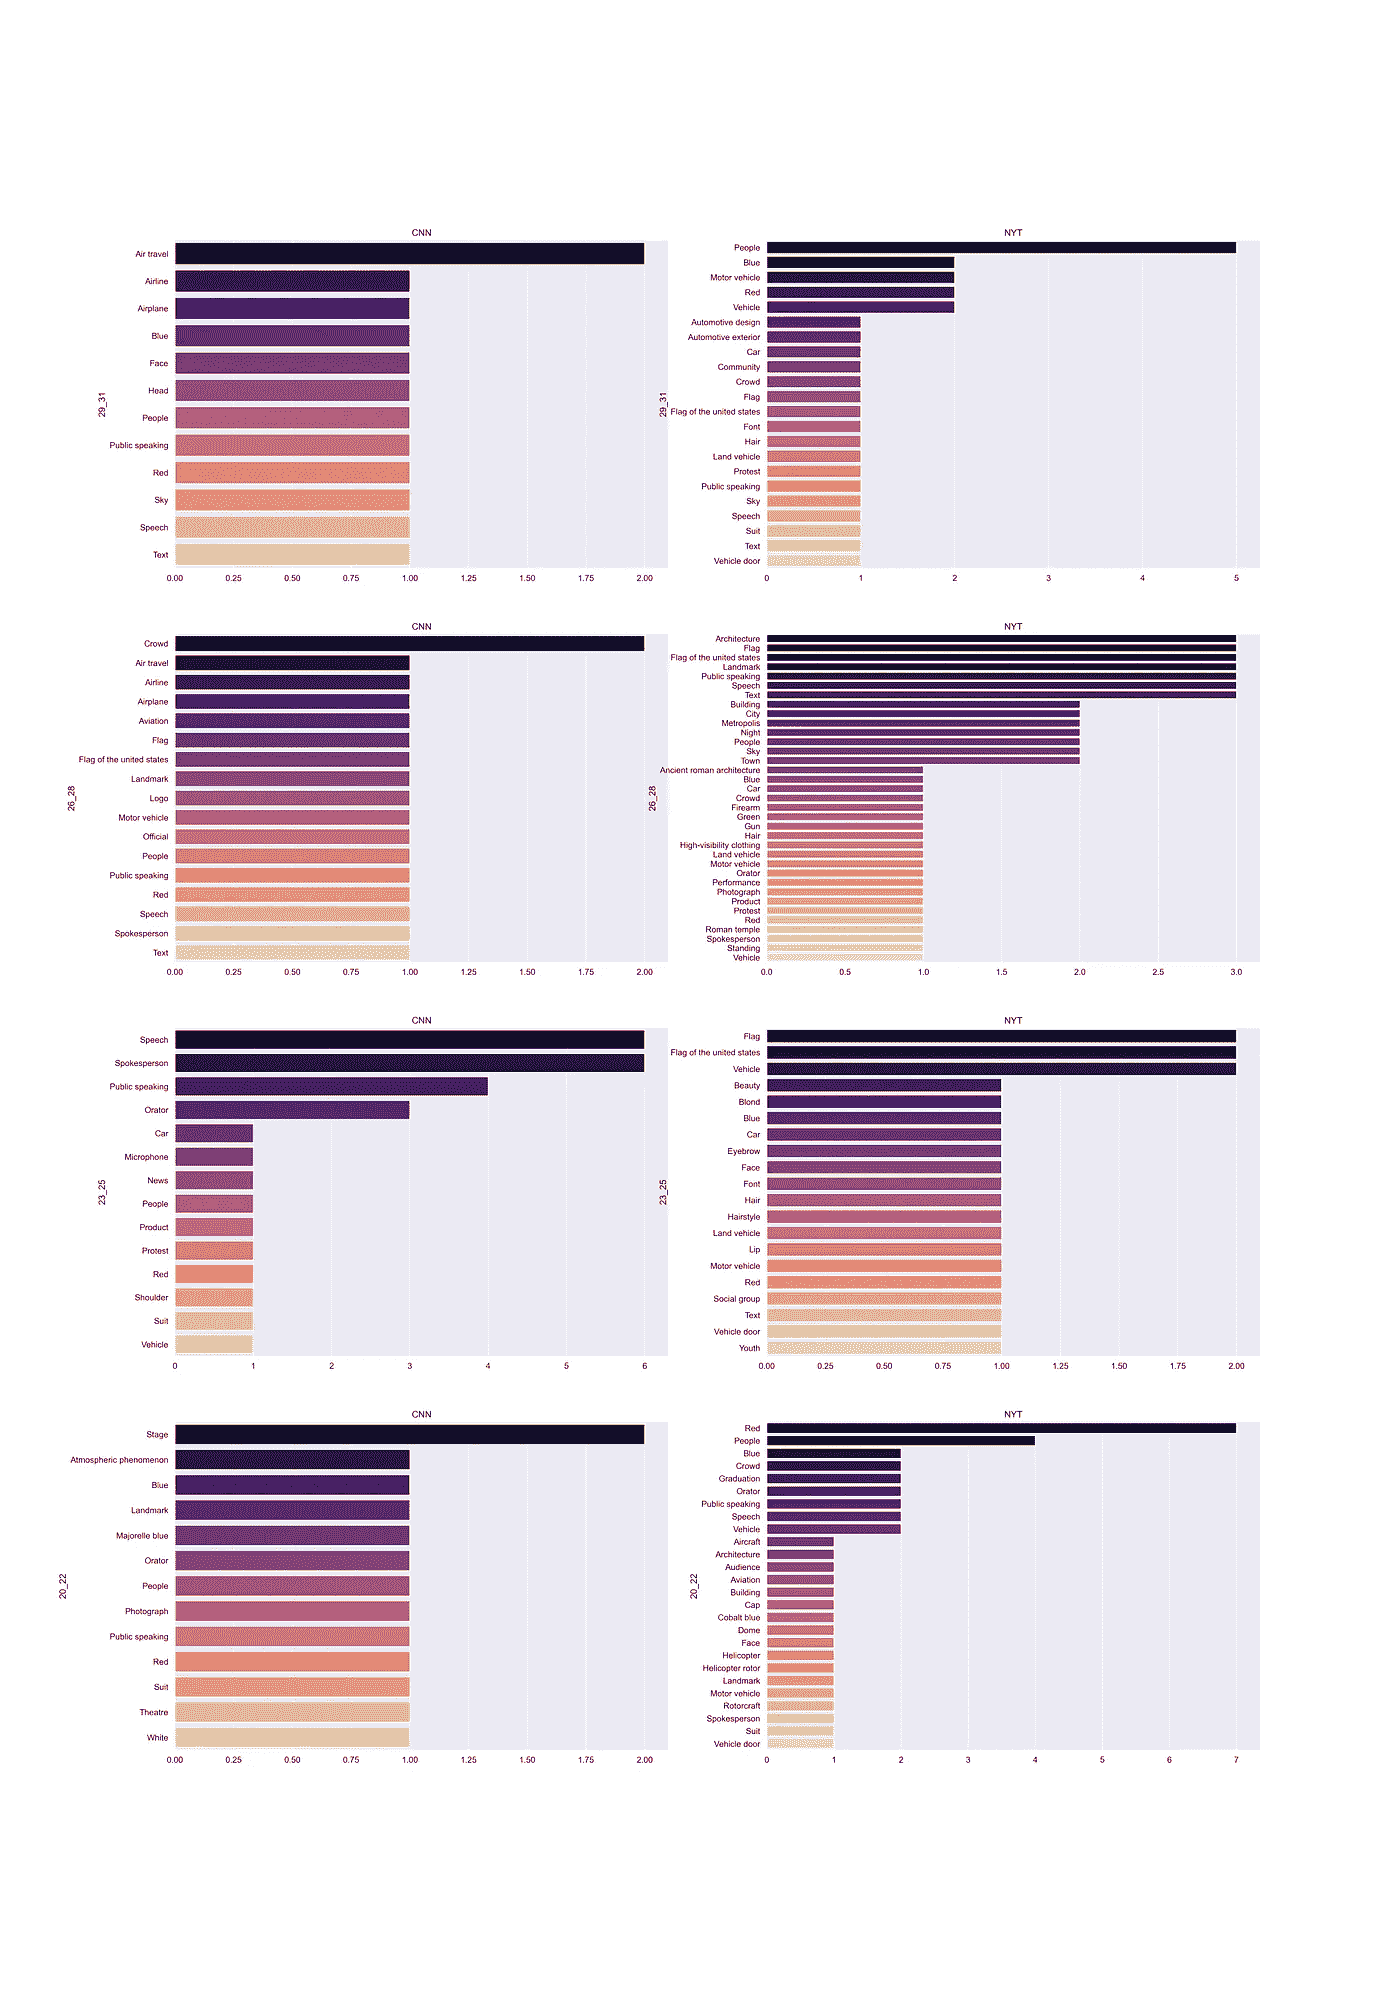 CNN
Air travel
Airline
Airplane
Blue
Face
Head
People
Public speaking
Red
Sky
Speech
Text
29_31
0.00 0.25 0.50 0.75 1.00 1.25 1.50 1.75 2.00
NYT
People
Blue
Motor vehicle
Red
Vehicle
Automotive design
Automotive exterior
Car
Community
Crowd
Flag
Flag of the united states
Font
Hair
Land vehicle
Protest
Public speaking
Sky
Speech
Suit
Text
Vehicle door
29_31
0 1 2 3 4 5
CNN
Crowd
Air travel
Airline
Airplane
Aviation
Flag
Flag of the united states
Landmark
Logo
Motor vehicle
Official
People
Public speaking
Red
Speech
Spokesperson
Text
26_28
0.00 0.25 0.50 0.75 1.00 1.25 1.50 1.75 2.00
NYT
Architecture
Flag
Flag of the united states
Landmark
Public speaking
Speech
Text
Building
City
Metropolis
Night
People
Sky
Town
Ancient roman architecture
Blue
Car
Crowd
Firearm
Green
Gun
Hair
High-visibility clothing
Land vehicle
Motor vehicle
Orator
Performance
Photograph
Product
Protest
Red
Roman temple
Spokesperson
Standing
Vehicle
26_28
0.0 0.5 1.0 1.5 2.0 2.5 3.0
CNN
Speech
Spokesperson
Public speaking
Orator
Car
Microphone
News
People
Product
Protest
Red
Shoulder
Suit
Vehicle
23_25
0 1 2 3 4 5 6
NYT
Flag
Flag of the united states
Vehicle
Beauty
Blond
Blue
Car
Eyebrow
Face
Font
Hair
Hairstyle
Land vehicle
Lip
Motor vehicle
Red
Social group
Text
Vehicle door
Youth
23_25
0.00 0.25 0.50 0.75 1.00 1.25 1.50 1.75 2.00
CNN
Stage
Atmospheric phenomenon
Blue
Landmark
Majorelle blue
Orator
People
Photograph
Public speaking
Red
Suit
Theatre
White
20_22
0.00 0.25 0.50 0.75 1.00 1.25 1.50 1.75 2.00
NYT
Red
People
Blue
Crowd
Graduation
Orator
Public speaking
Speech
Vehicle
Aircraft
Architecture
Audience
Aviation
Building
Cap
Cobalt blue
Dome
Face
Helicopter
Helicopter rotor
Landmark
Motor vehicle
Rotorcraft
Spokesperson
Suit
Vehicle door
20_22
0 1 2 3 4 5 6 7